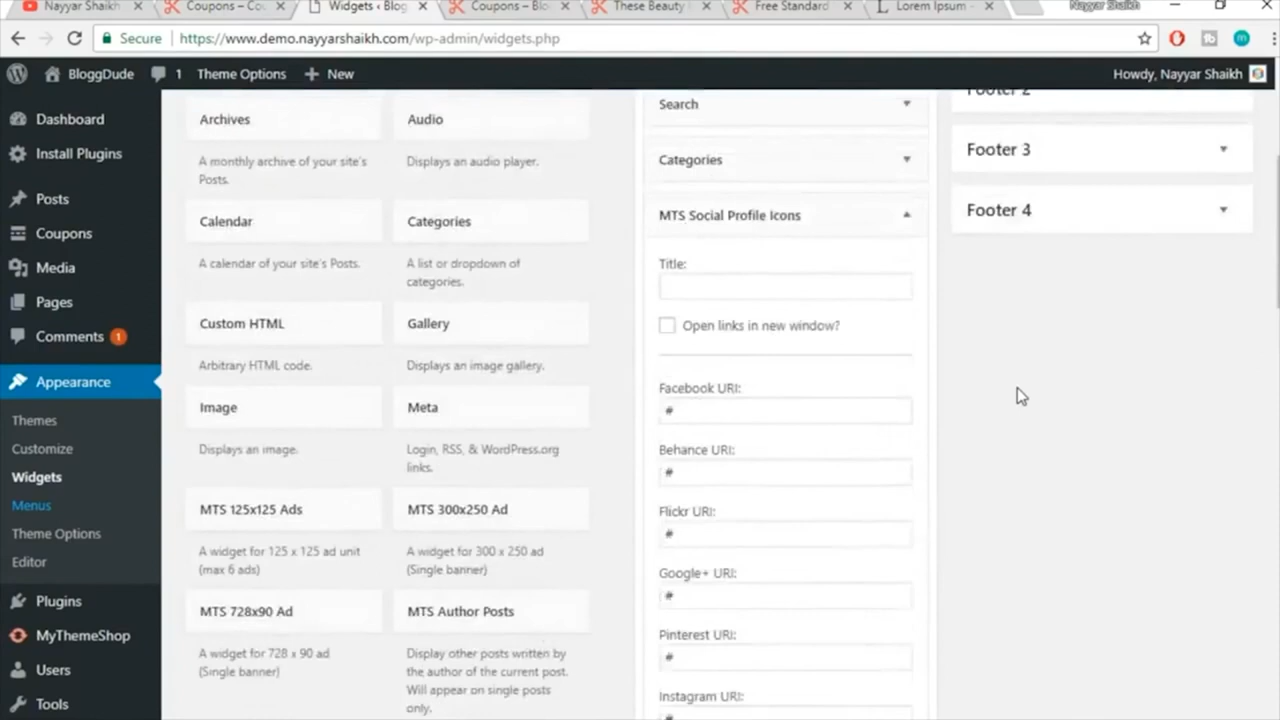 Nayyar Shaikh
Coupons – Cou
Widgets ‹ Blog
Coupons – Blo
These Beauty
Free Standard
Lorem Ipsum -
Nayyar Shaikh
Secure
https://www.demo.nayyarshaikh.com/wp-admin/widgets.php
BloggDude
1
Theme Options
New
Howdy, Nayyar Shaikh
Dashboard
Install Plugins
Posts
Coupons
Media
Pages
Comments 1
Appearance
Themes
Customize
Widgets
Menus
Theme Options
Editor
Plugins
MyThemeShop
Users
Tools
Archives
A monthly archive of your site's
Posts.
Audio
Displays an audio player.
Calendar
A calendar of your site's Posts.
Categories
A list or dropdown of
categories.
Custom HTML
Arbitrary HTML code.
Gallery
Displays an image gallery.
Image
Displays an image.
Meta
Login, RSS, & WordPress.org
links.
MTS 125x125 Ads
A widget for 125 x 125 ad unit
(max 6 ads)
MTS 300x250 Ad
A widget for 300 x 250 ad
(Single banner)
MTS 728x90 Ad
A widget for 728 x 90 ad
(Single banner)
MTS Author Posts
Display other posts written by
the author of the current post.
Will appear on single posts
only.
Search
Categories
MTS Social Profile Icons
Title:
Open links in new window?
Facebook URI:
#
Behance URI:
#
Flickr URI:
#
Google+ URI:
#
Pinterest URI:
#
Instagram URI:
#
Footer 2
Footer 3
Footer 4